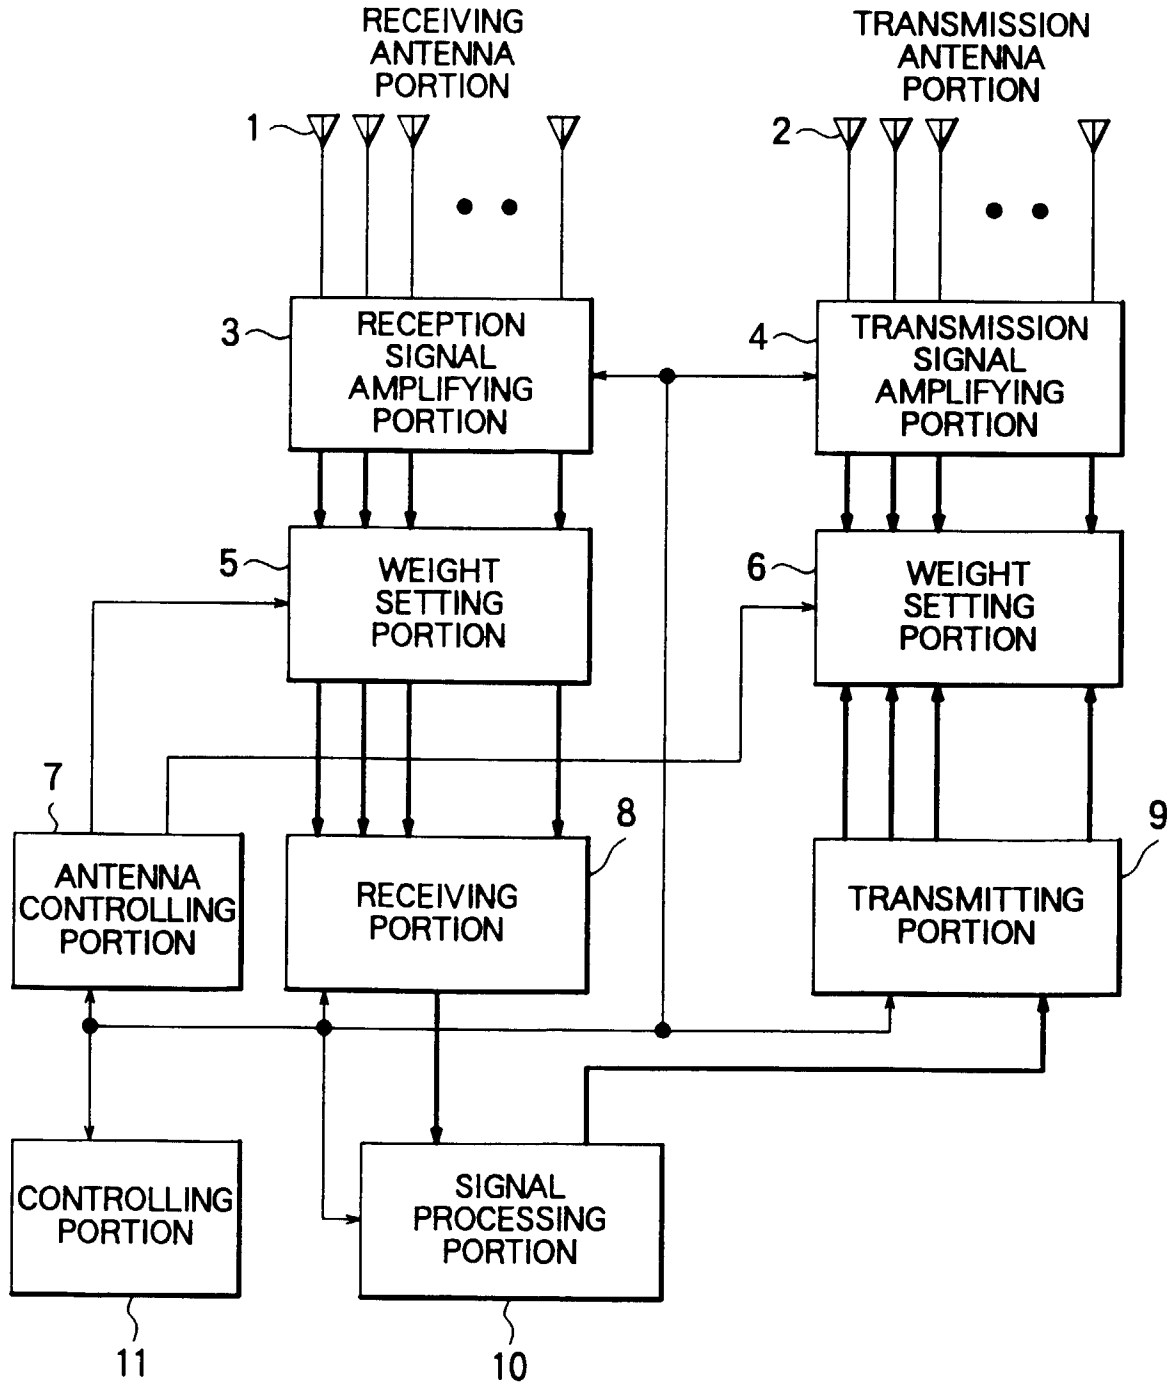 RECEIVING
ANTENNA
PORTION
TRANSMISSION
ANTENNA
PORTION
1
2
3
RECEPTION
SIGNAL
AMPLIFYING
PORTION
4
TRANSMISSION
SIGNAL
AMPLIFYING
PORTION
5
WEIGHT
SETTING
PORTION
6
WEIGHT
SETTING
PORTION
7
ANTENNA
CONTROLLING
PORTION
8
RECEIVING
PORTION
9
TRANSMITTING
PORTION
CONTROLLING
PORTION
11
SIGNAL
PROCESSING
PORTION
10